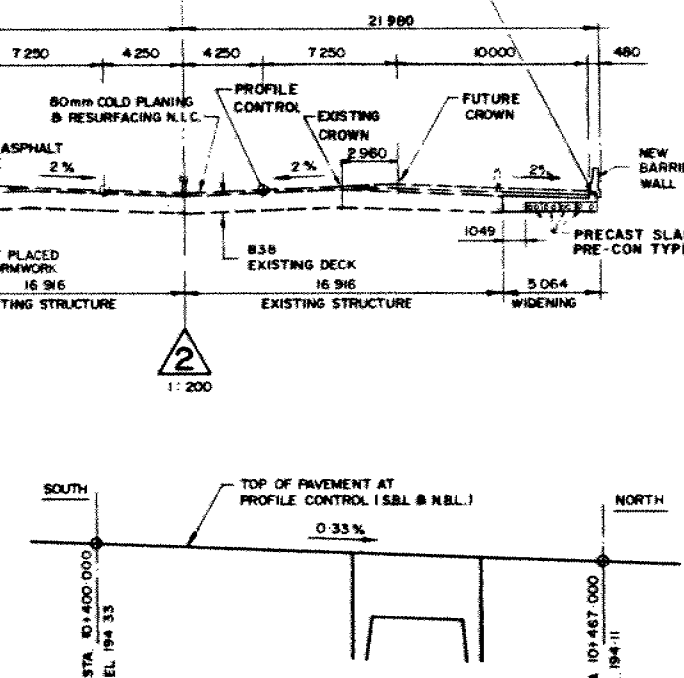 21 980
7 250 4 250 4 250 7 250 10 000 480
80mm COLD PLANING
& RESURFACING N.I.C.
PROFILE
CONTROL
EXISTING
CROWN
FUTURE
CROWN
ASPHALT
2 960
2 %
2 %
2%
NEW
BARRIE
WALL
1049
PRECAST SLA
PRE-CON TYP
838
EXISTING DECK
PLACED
RMWORK
16 916 16 916 5 064
TING STRUCTURE EXISTING STRUCTURE WIDENING
2
1 : 200
SOUTH
TOP OF PAVEMENT AT
PROFILE CONTROL ( S.B.L & N.B.L.)
NORTH
0·33 %
STA. 10+400·000
EL 194 33
A 10+467·000
194·11